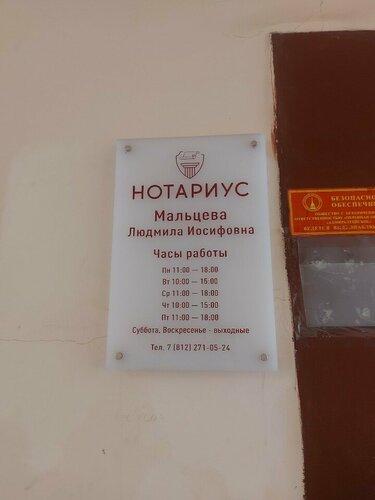 НОТАРИУС
Мальцева
Людмила Иосифовна
Часы работы
Пн 11:00 — 18:00
Вт 10:00 — 15:00
Ср 11:00 — 18:00
Чт 10:00 — 15:00
Пт 11:00 — 18:00
Суббота, Воскресенье - выходные
Тел. 7 (812) 271-05-24
БЕЗОПАСНО
ОБЕСПЕЧИ